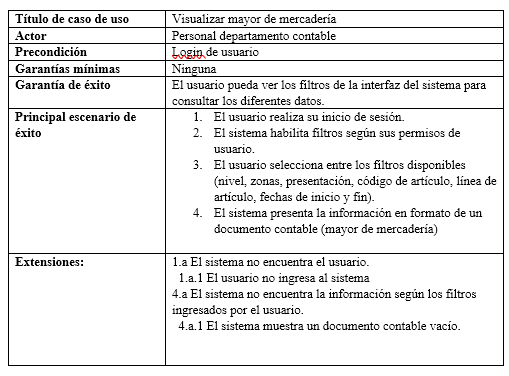 Título de caso de uso Visualizar mayor de mercadería
Actor Personal departamento contable
Precondición Login de usuario
Garantías mínimas Ninguna
Garantía de éxito El usuario pueda ver los filtros de la interfaz del sistema para
consultar los diferentes datos.
Principal escenario de
éxito
1. El usuario realiza su inicio de sesión.
2. El sistema habilita filtros según sus permisos de
usuario.
3. El usuario selecciona entre los filtros disponibles
(nivel, zonas, presentación, código de artículo, línea de
artículo, fechas de inicio y fin).
4. El sistema presenta la información en formato de un
documento contable (mayor de mercadería)
Extensiones: 1.a El sistema no encuentra el usuario.
1.a.1 El usuario no ingresa al sistema
4.a El sistema no encuentra la información según los filtros
ingresados por el usuario.
4.a.1 El sistema muestra un documento contable vacío.